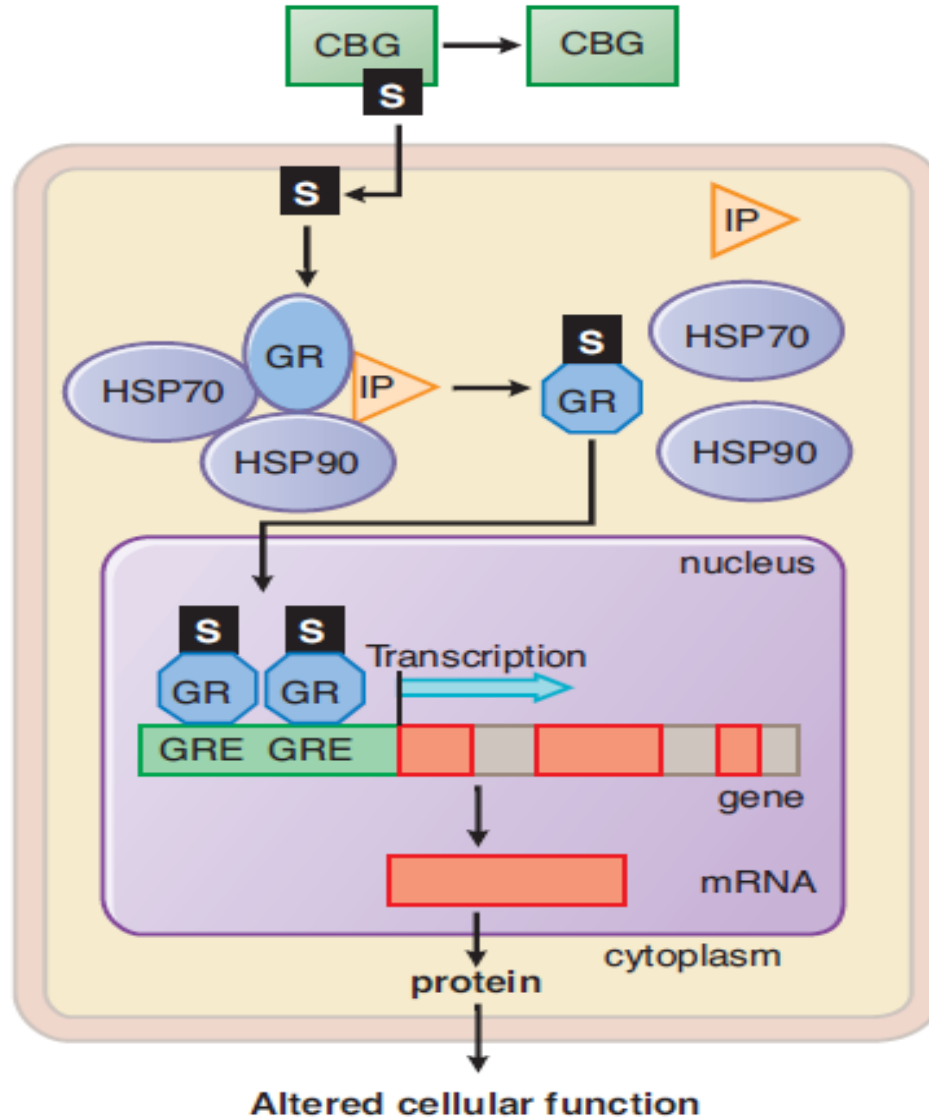 CBG
CBG
S
S
IP
GR
HSP70
IP
HSP90
S
GR
HSP70
HSP90
nucleus
S
S
GR
GR
Transcription
GRE
GRE
gene
mRNA
cytoplasm
protein
Altered cellular function